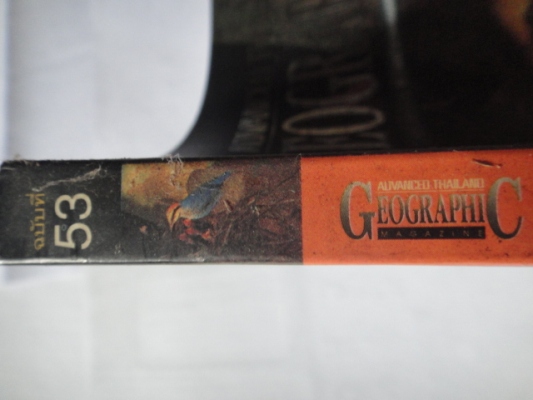 ฉบับที่
53
ADVANCED THAILAND
GEOGRAPHIC
MAGAZINE